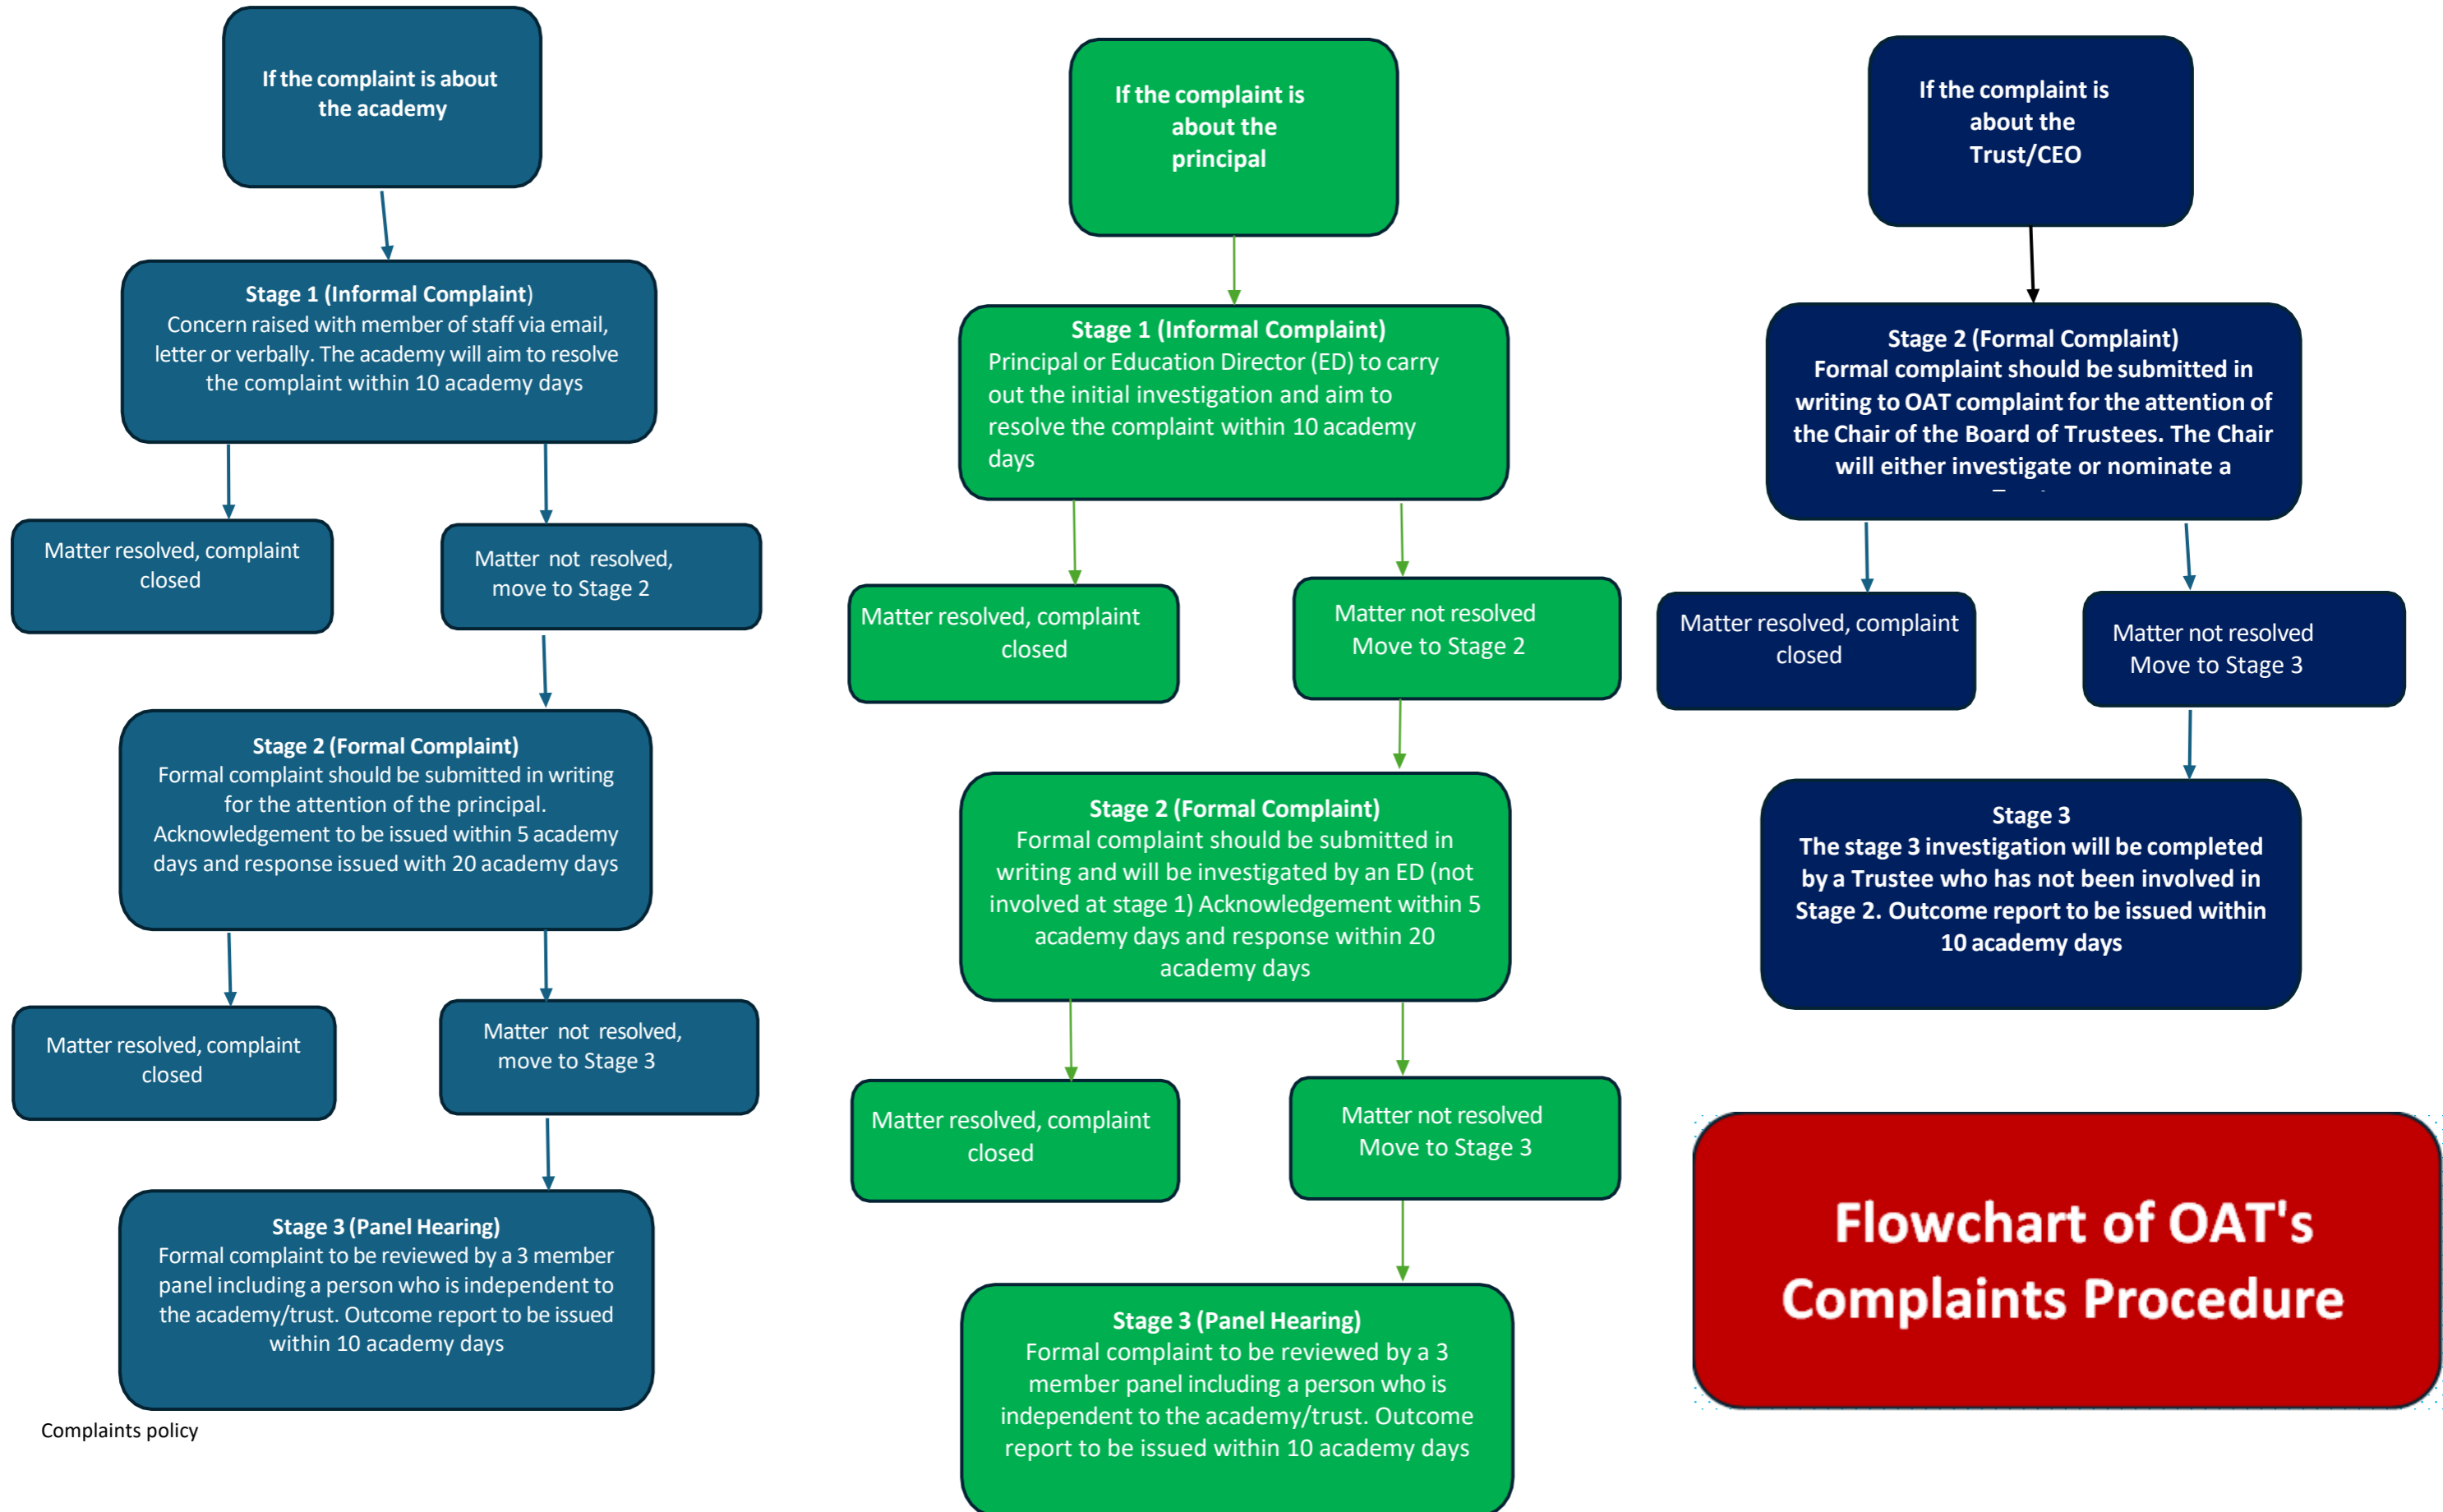 If the complaint is about
the academy
Stage 1 (Informal Complaint)
Concern raised with member of staff via email,
letter or verbally. The academy will aim to resolve
the complaint within 10 academy days
Matter resolved, complaint
closed
Matter not resolved,
move to Stage 2
Stage 2 (Formal Complaint)
Formal complaint should be submitted in writing
for the attention of the principal.
Acknowledgement to be issued within 5 academy
days and response issued with 20 academy days
Matter resolved, complaint
closed
Matter not resolved,
move to Stage 3
Stage 3 (Panel Hearing)
Formal complaint to be reviewed by a 3 member
panel including a person who is independent to
the academy/trust. Outcome report to be issued
within 10 academy days
Complaints policy
If the complaint is
about the
principal
Stage 1 (Informal Complaint)
Principal or Education Director (ED) to carry
out the initial investigation and aim to
resolve the complaint within 10 academy
days
Matter resolved, complaint
closed
Matter not resolved
Move to Stage 2
Stage 2 (Formal Complaint)
Formal complaint should be submitted in
writing and will be investigated by an ED (not
involved at stage 1) Acknowledgement within 5
academy days and response within 20
academy days
Matter resolved, complaint
closed
Matter not resolved
Move to Stage 3
Stage 3 (Panel Hearing)
Formal complaint to be reviewed by a 3
member panel including a person who is
independent to the academy/trust. Outcome
report to be issued within 10 academy days
If the complaint is
about the
Trust/CEO
Stage 2 (Formal Complaint)
Formal complaint should be submitted in
writing to OAT complaint for the attention of
the Chair of the Board of Trustees. The Chair
will either investigate or nominate a
Matter resolved, complaint
closed
Matter not resolved
Move to Stage 3
Stage 3
The stage 3 investigation will be completed
by a Trustee who has not been involved in
Stage 2. Outcome report to be issued within
10 academy days
Flowchart of OAT's
Complaints Procedure